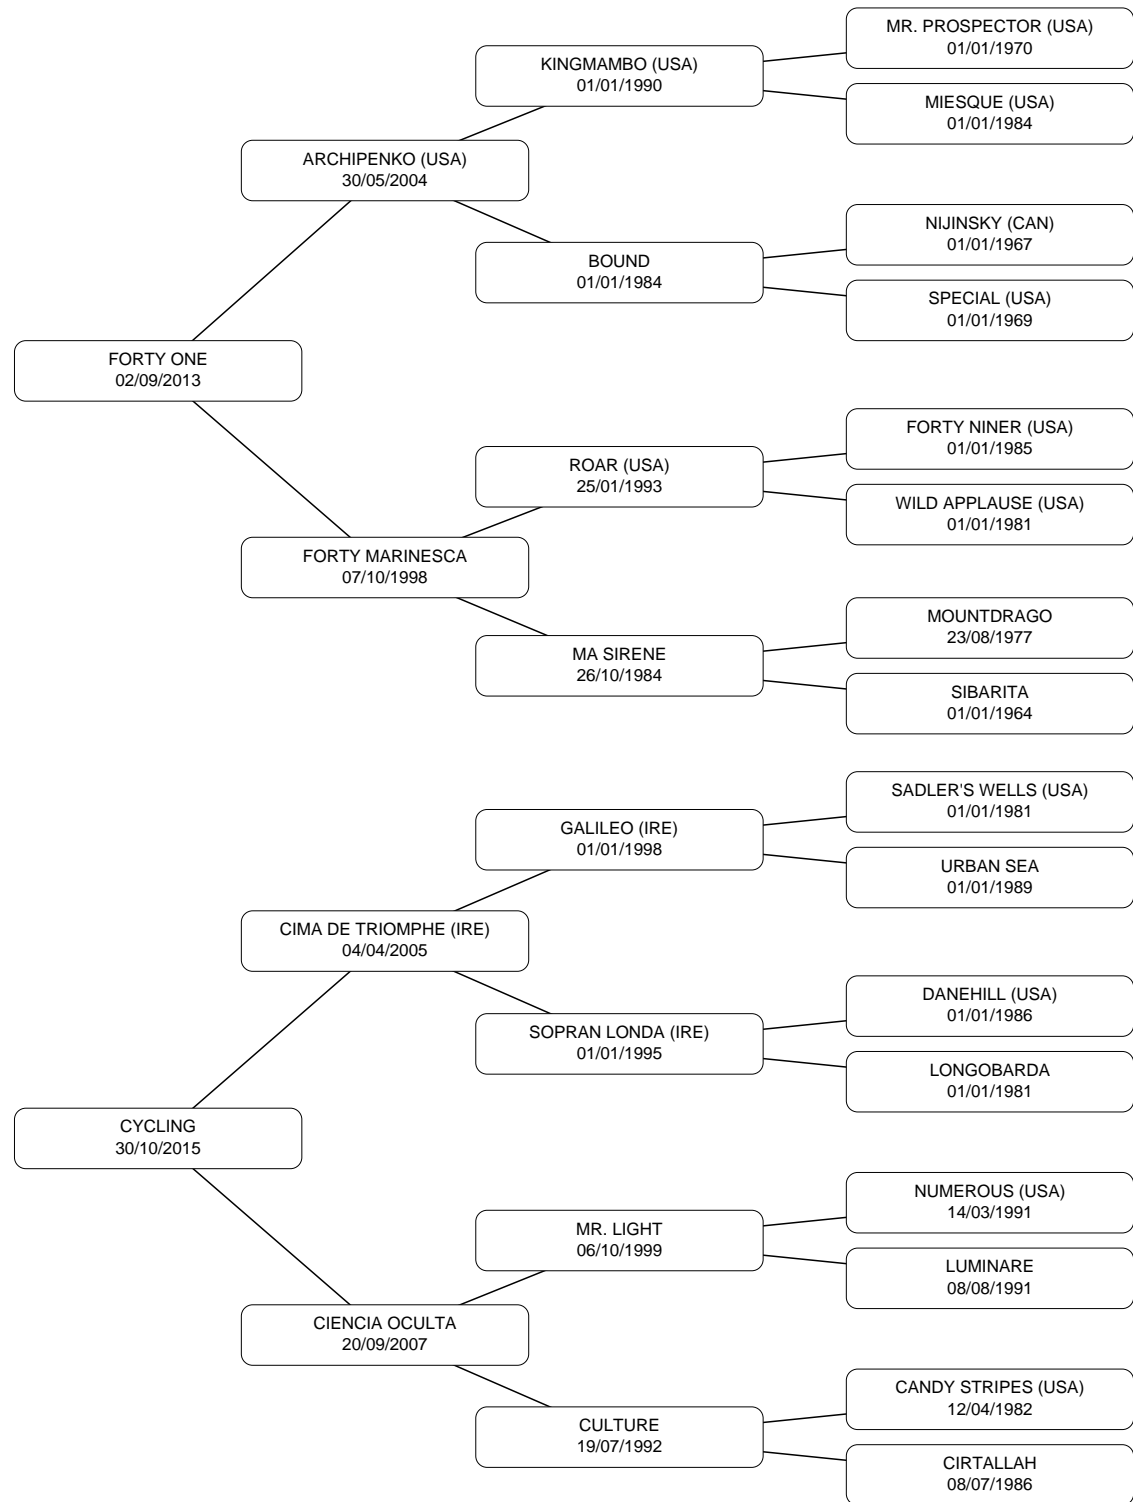 MR. PROSPECTOR (USA)
01/01/1970
KINGMAMBO (USA)
01/01/1990
MIESQUE (USA)
01/01/1984
ARCHIPENKO (USA)
30/05/2004
NIJINSKY (CAN)
01/01/1967
BOUND
01/01/1984
SPECIAL (USA)
01/01/1969
FORTY ONE
02/09/2013
FORTY NINER (USA)
01/01/1985
ROAR (USA)
25/01/1993
WILD APPLAUSE (USA)
01/01/1981
FORTY MARINESCA
07/10/1998
MOUNTDRAGO
23/08/1977
MA SIRENE
26/10/1984
SIBARITA
01/01/1964
SADLER'S WELLS (USA)
01/01/1981
GALILEO (IRE)
01/01/1998
URBAN SEA
01/01/1989
CIMA DE TRIOMPHE (IRE)
04/04/2005
DANEHILL (USA)
01/01/1986
SOPRAN LONDA (IRE)
01/01/1995
LONGOBARDA
01/01/1981
CYCLING
30/10/2015
NUMEROUS (USA)
14/03/1991
MR. LIGHT
06/10/1999
LUMINARE
08/08/1991
CIENCIA OCULTA
20/09/2007
CANDY STRIPES (USA)
12/04/1982
CULTURE
19/07/1992
CIRTALLAH
08/07/1986